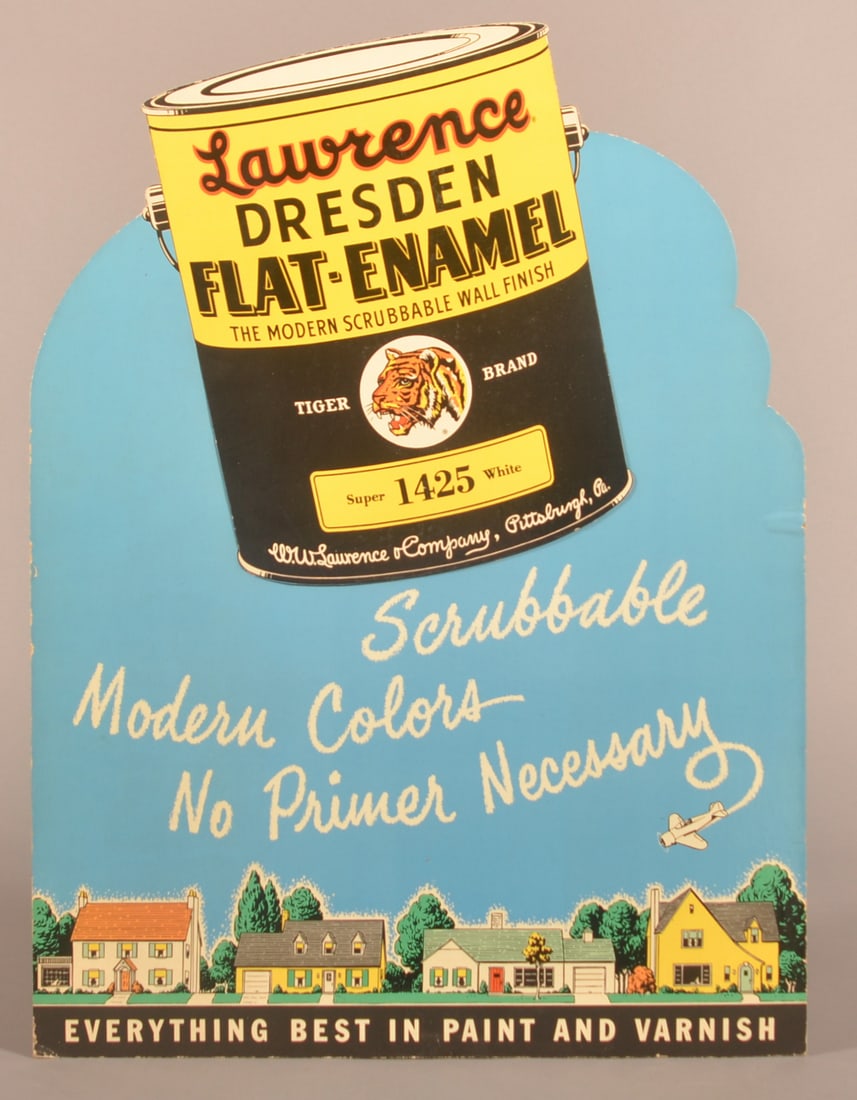 Lawrence
DRESDEN
FLAT-ENAMEL
THE MODERN SCRUBBABLE WALL FINISH
TIGER BRAND
Super 1425 White
W.W. Lawrence & Company, Pittsburgh, Pa.
Scrubbable
Modern Colors
No Primer Necessary
EVERYTHING BEST IN PAINT AND VARNISH